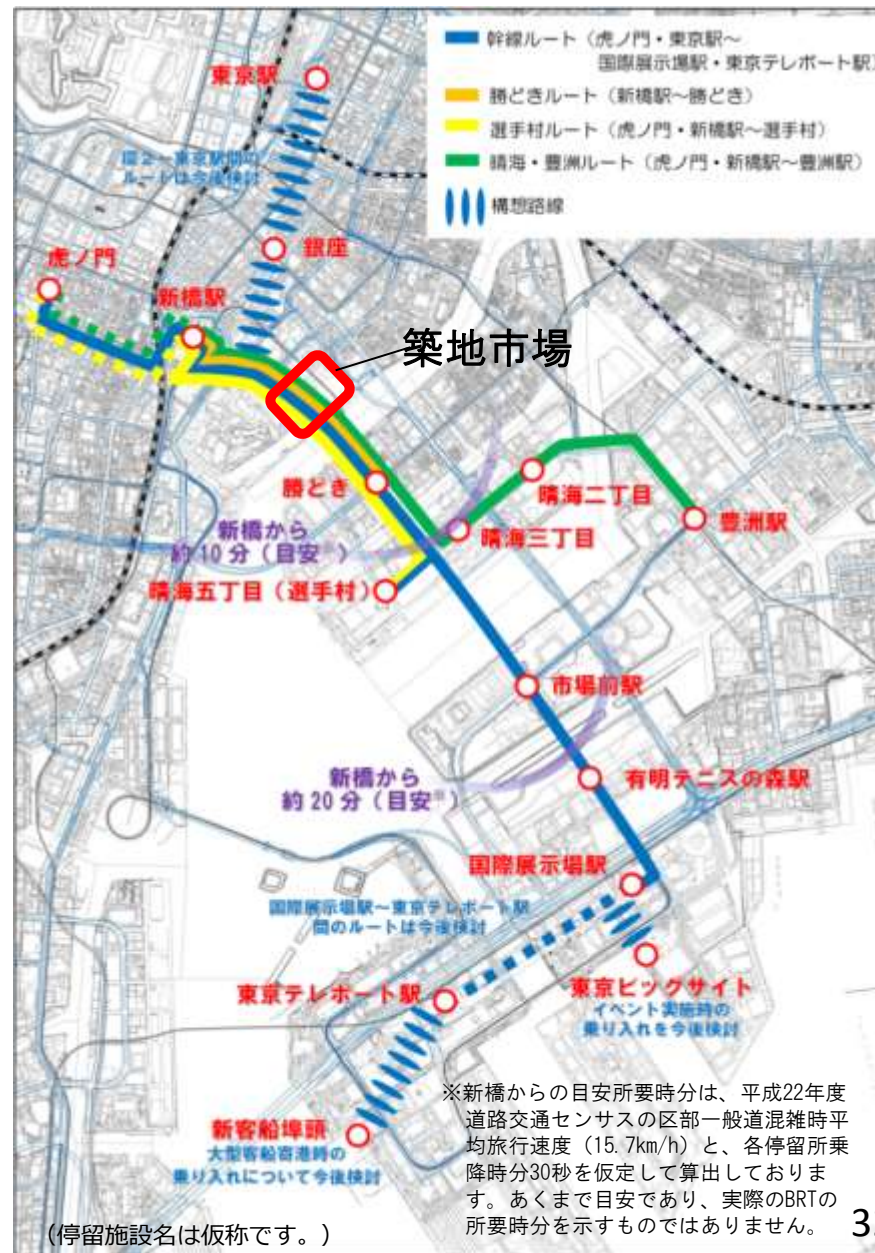 幹線ルート（虎ノ門・東京駅～
国際展示場駅・東京テレポート駅）
勝どきルート（新橋駅～勝どき）
選手村ルート（虎ノ門・新橋駅～選手村）
晴海・豊洲ルート（虎ノ門・新橋駅～豊洲駅）
構想路線
東京駅
環2～東京駅間の
ルートは今後検討
銀座
虎ノ門
新橋駅
築地市場
勝どき
晴海二丁目
豊洲駅
晴海三丁目
新橋から
約10分（目安※）
晴海五丁目（選手村）
市場前駅
新橋から
約20分（目安※）
有明テニスの森駅
国際展示場駅
国際展示場駅～東京テレポート駅
間のルートは今後検討
東京テレポート駅
東京ビックサイト
イベント実施時の
乗り入れを今後検討
新客船埠頭
大型客船寄港時の
乗り入れについて今後検討
※新橋からの目安所要時分は、平成22年度
道路交通センサスの区部一般道混雑時平
均旅行速度（15.7km/h）と、各停留所乗
降時分30秒を仮定して算出しておりま
す。あくまで目安であり、実際のBRTの
所要時分を示すものではありません。
（停留施設名は仮称です。）
3